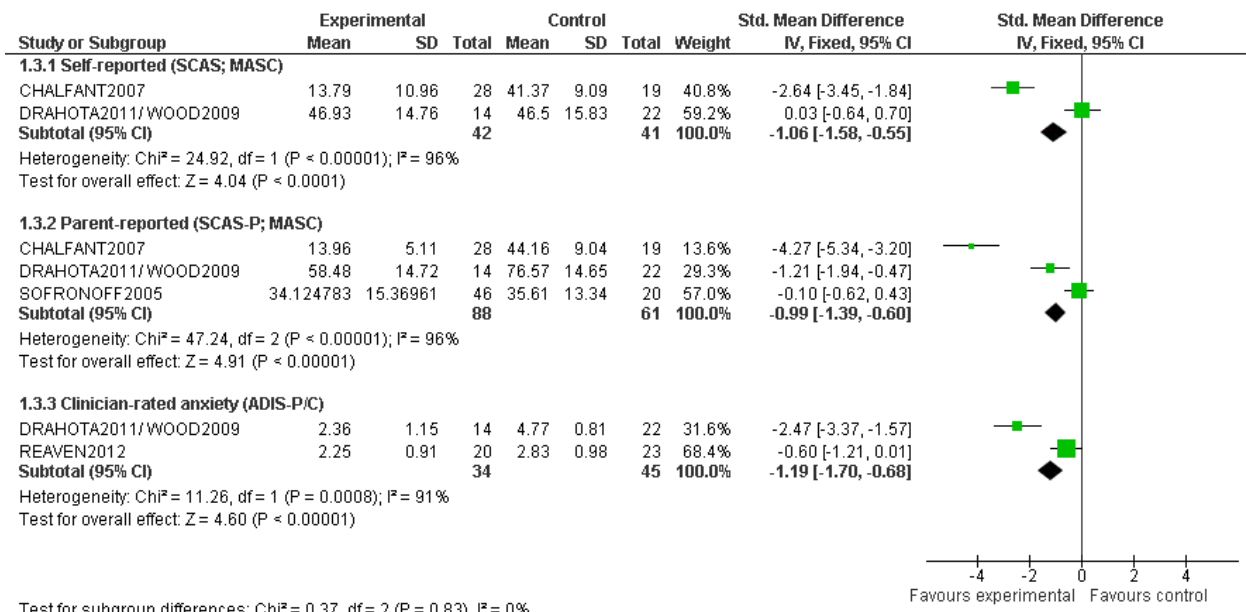 Experimental Control Std. Mean Difference Std. Mean Difference
Study or Subgroup Mean SD Total Mean SD Total Weight IV, Fixed, 95% CI IV, Fixed, 95% CI
1.3.1 Self-reported (SCAS; MASC)
CHALFANT2007 13.79 10.96 28 41.37 9.09 19 40.8% -2.64 [-3.45, -1.84]
DRAHOTA2011/ WOOD2009 46.93 14.76 14 46.5 15.83 22 59.2% 0.03 [-0.64, 0.70]
Subtotal (95% CI) 42 41 100.0% -1.06 [-1.58, -0.55]
Heterogeneity: Chi² = 24.92, df = 1 (P < 0.00001); I² = 96%
Test for overall effect: Z = 4.04 (P < 0.0001)
1.3.2 Parent-reported (SCAS-P; MASC)
CHALFANT2007 13.96 5.11 28 44.16 9.04 19 13.6% -4.27 [-5.34, -3.20]
DRAHOTA2011/ WOOD2009 58.48 14.72 14 76.57 14.65 22 29.3% -1.21 [-1.94, -0.47]
SOFRONOFF2005 34.124783 15.36961 46 35.61 13.34 20 57.0% -0.10 [-0.62, 0.43]
Subtotal (95% CI) 88 61 100.0% -0.99 [-1.39, -0.60]
Heterogeneity: Chi² = 47.24, df = 2 (P < 0.00001); I² = 96%
Test for overall effect: Z = 4.91 (P < 0.00001)
1.3.3 Clinician-rated anxiety (ADIS-P/C)
DRAHOTA2011/ WOOD2009 2.36 1.15 14 4.77 0.81 22 31.6% -2.47 [-3.37, -1.57]
REAVEN2012 2.25 0.91 20 2.83 0.98 23 68.4% -0.60 [-1.21, 0.01]
Subtotal (95% CI) 34 45 100.0% -1.19 [-1.70, -0.68]
Heterogeneity: Chi² = 11.26, df = 1 (P = 0.0008); I² = 91%
Test for overall effect: Z = 4.60 (P < 0.00001)
-4 -2 0 2 4
Favours experimental Favours control
Test for subgroup differences: Chi² = 0.37, df = 2 (P = 0.83), I² = 0%